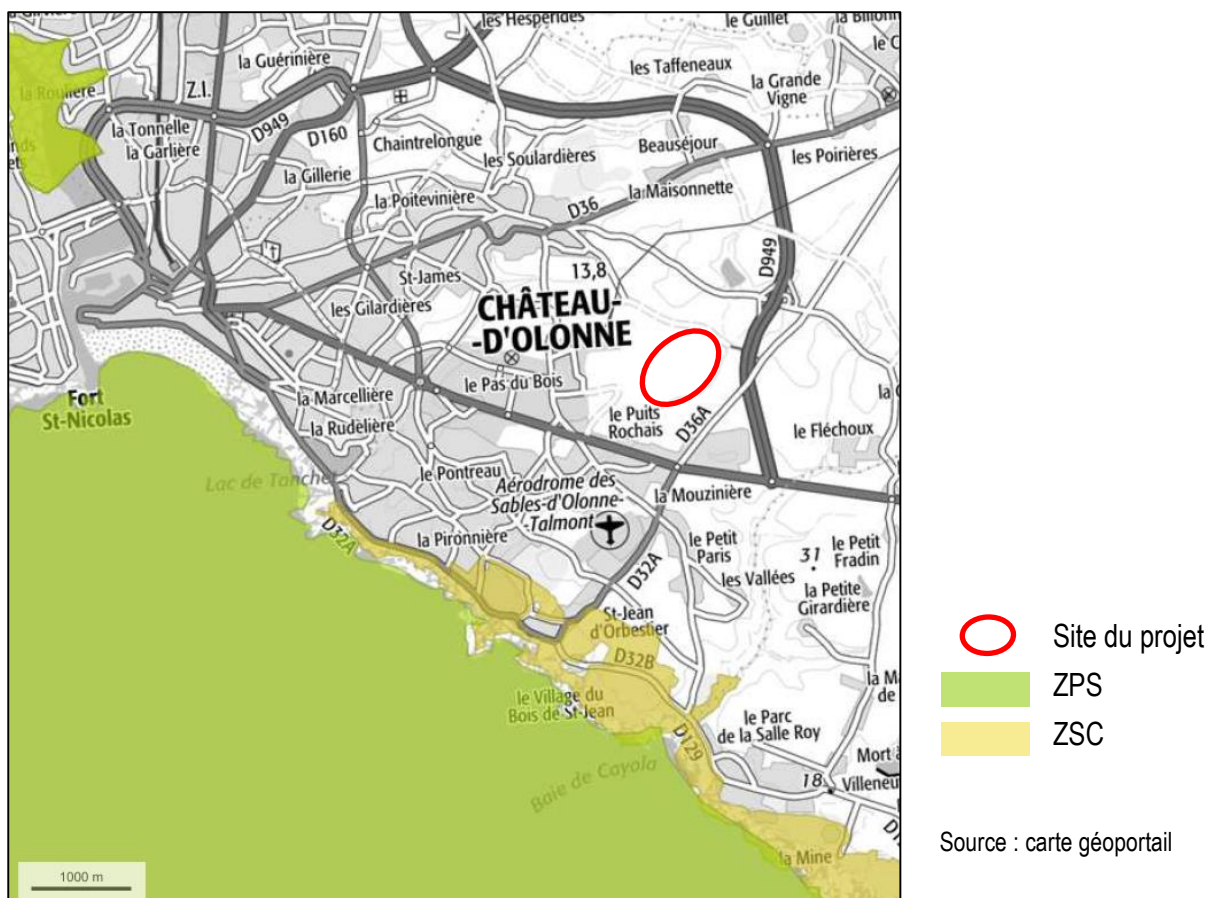 les Hespérides
le Guillet
la Guérinière
les Taffeneaux
la Grande
Vigne
Z.I.
la Tonnelle
la Garlière
D949
D160
Chaintrelongue
les Soulardières
Beauséjour
les Poirières
la Gillerie
la Maisonnette
la Poitevinière
D36
D949
St-James
13,8
les Gilardières
CHÂTEAU-
-D'OLONNE
le Pas du Bois
Fort
St-Nicolas
la Marcellière
la Rudelière
le Puits
Rochais
D36A
le Fléchoux
Lac de Tanchet
le Pontreau
Aérodrome des
Sables-d'Olonne-
-Talmont
la Mouzinière
D32A
la Pironnière
le Petit
Paris
31
le Petit
Fradin
D32A
les Vallées
la Petite
Girardière
St-Jean
d'Orbestier
D32B
le Village du
Bois de St-Jean
D129
le Parc
de la Salle Roy
Baie de Cayola
18
la Mine
1000 m
Site du projet
ZPS
ZSC
Source : carte géoportail